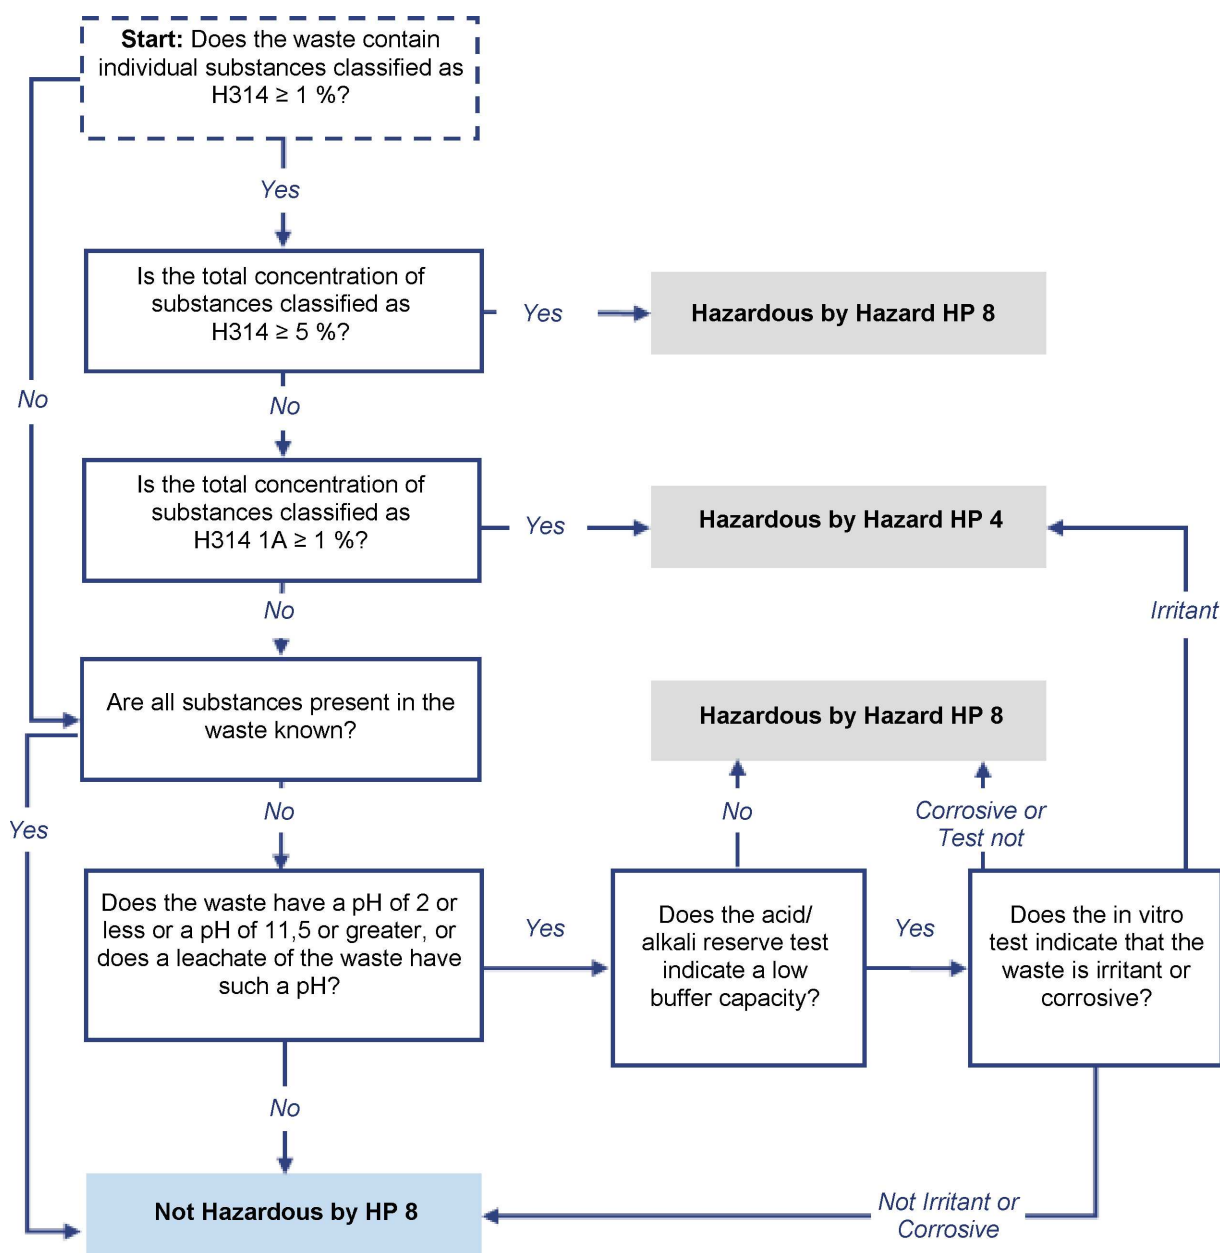 Start: Does the waste contain
individual substances classified as
H314 ≥ 1 %?
Yes
Is the total concentration of
substances classified as
H314 ≥ 5 %?
Yes
Hazardous by Hazard HP 8
No
No
Is the total concentration of
substances classified as
H314 1A ≥ 1 %?
Yes
Hazardous by Hazard HP 4
No
Irritant
Are all substances present in the
waste known?
Hazardous by Hazard HP 8
Yes
No
No
Corrosive or
Test not
Does the waste have a pH of 2 or
less or a pH of 11,5 or greater, or
does a leachate of the waste have
such a pH?
Yes
Does the acid/
alkali reserve test
indicate a low
buffer capacity?
Yes
Does the in vitro
test indicate that the
waste is irritant or
corrosive?
No
Not Hazardous by HP 8
Not Irritant or
Corrosive